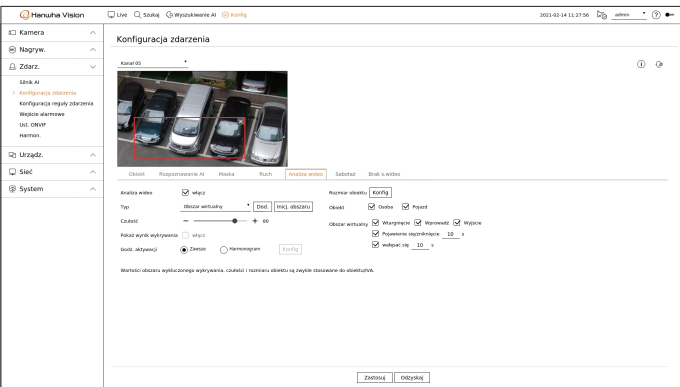 Hanwha Vision
Live Szukaj Wyszukiwanie AI Konfig
2021-02-14 11:27:56 admin
Kamera
Nagryw.
Zdarz.
Silnik AI
Konfiguracja zdarzenia
Konfiguracja reguły zdarzenia
Wejście alarmowe
Ust. ONVIF
Harmon.
Urządz.
Sieć
System
Konfiguracja zdarzenia
Kanał 05
Obiekt Rozpoznawanie AI Maska Ruch Analiza wideo Sabotaż Brak s.wideo
Analiza wideo włącz
Typ Obszar wirtualny Dod. Inicj. obszaru
Czułość 80
Pokaż wynik wykrywania włącz
Godz. aktywacji Zawsze Harmonogram Konfig
Rozmiar obiektu Konfig
Obiekt Osoba Pojazd
Obszar wirtualny Wtargnięcie Wprowadź Wyjście
Pojawienie się/zniknięcie 10 s
wałęsać się 10 s
Wartości obszaru wykluczonego wykrywania, czułości i rozmiaru obiektu są zwykle stosowane do obiektu/IVA.
Zastosuj Odzyskaj